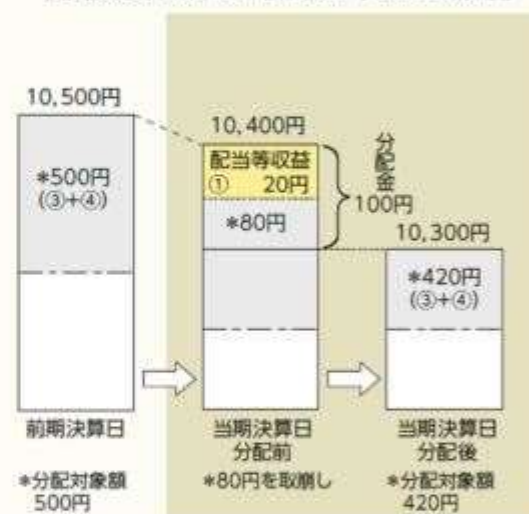 10,500円
*500円
(③+④)
10,400円
配当等収益
① 20円
*80円
分配金
100円
10,300円
*420円
(③+④)
前期決算日
当期決算日
分配前
当期決算日
分配後
*分配対象額
500円
*80円を取崩し
*分配対象額
420円